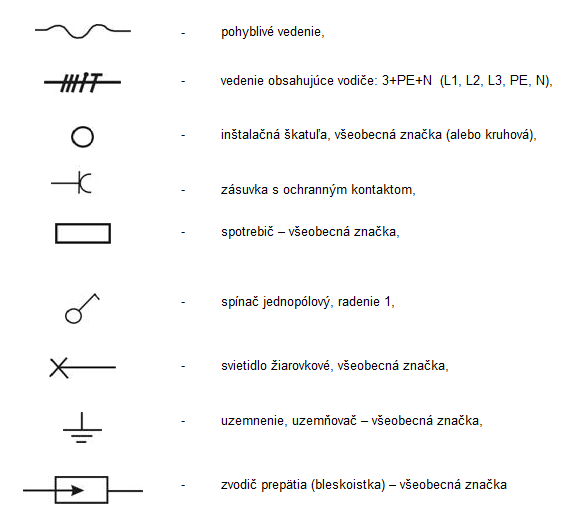 - pohyblivé vedenie,
- vedenie obsahujúce vodiče: 3+PE+N (L1, L2, L3, PE, N),
- inštalačná škatuľa, všeobecná značka (alebo kruhová),
- zásuvka s ochranným kontaktom,
- spotrebič – všeobecná značka,
- spínač jednopólový, radenie 1,
- svietidlo žiarovkové, všeobecná značka,
- uzemnenie, uzemňovač – všeobecná značka,
- zvodič prepätia (bleskoistka) – všeobecná značka